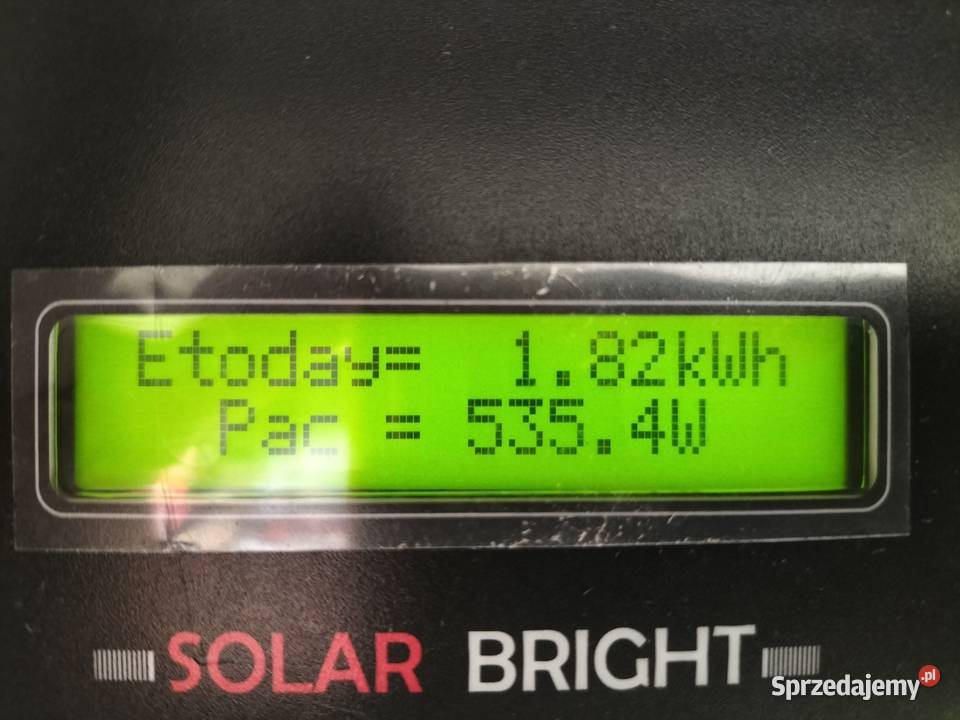 Etoday= 1.82kWh
Pac = 535.4W
SOLAR BRIGHT
Sprzedajemy.pl